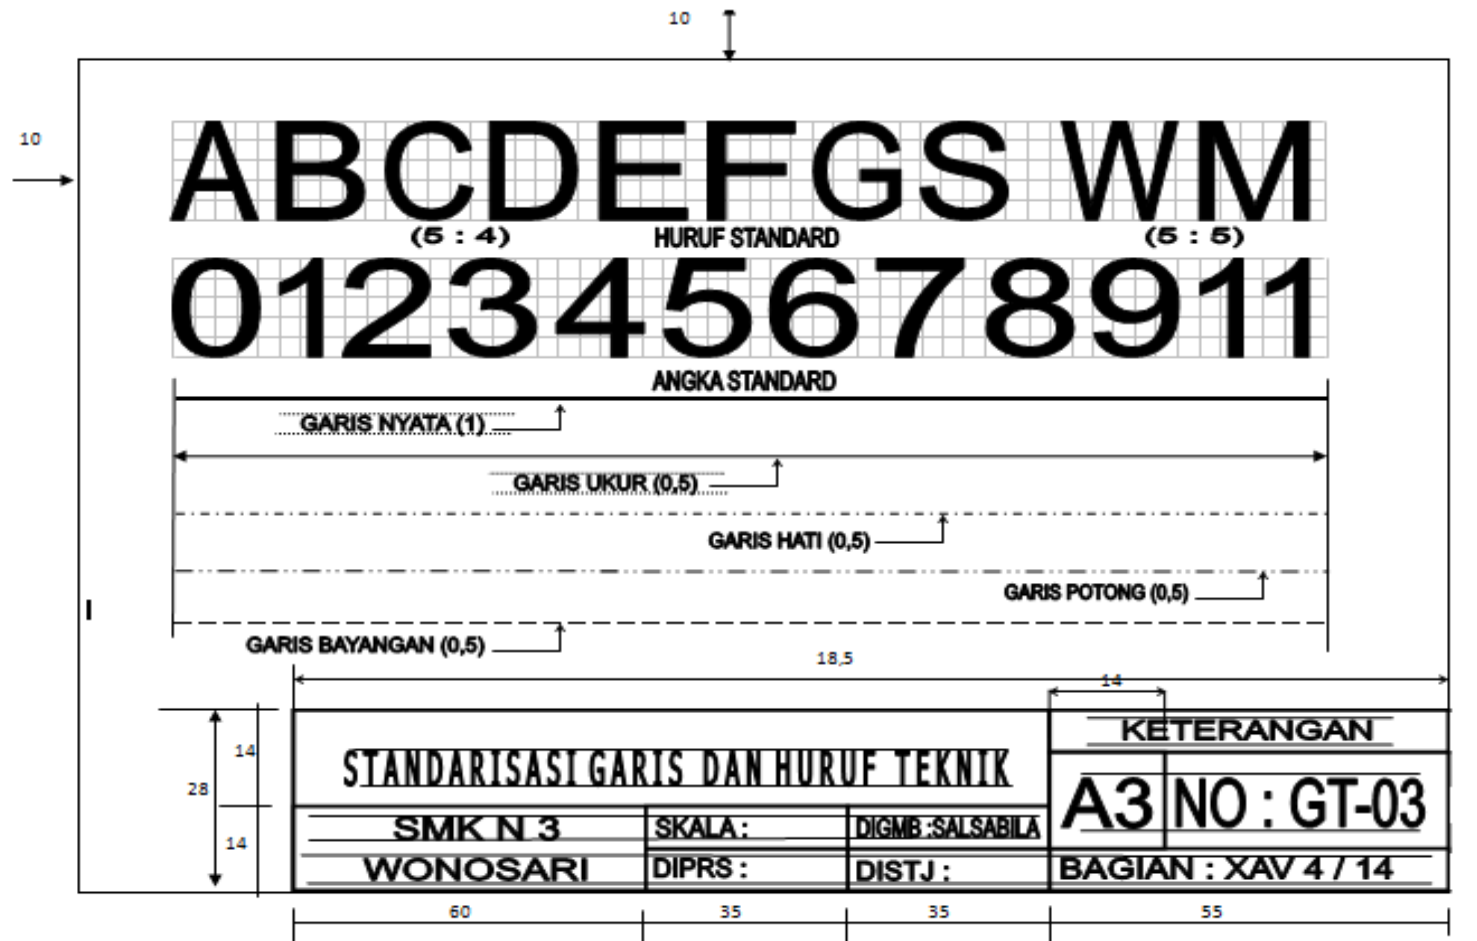 10
10
ABCDEFGS WM
(5 : 4) HURUF STANDARD (5 : 5)
012345678911
ANGKA STANDARD
GARIS NYATA (1)
GARIS UKUR (0,5)
GARIS HATI (0,5)
GARIS POTONG (0,5)
GARIS BAYANGAN (0,5)
18,5
14
KETERANGAN
14
STANDARISASI GARIS DAN HURUF TEKNIK
28
A3 NO : GT-03
SMK N 3 SKALA : DIGMB :SALSABILA
14
WONOSARI DIPRS : DISTJ : BAGIAN : XAV 4 / 14
60 35 35 55